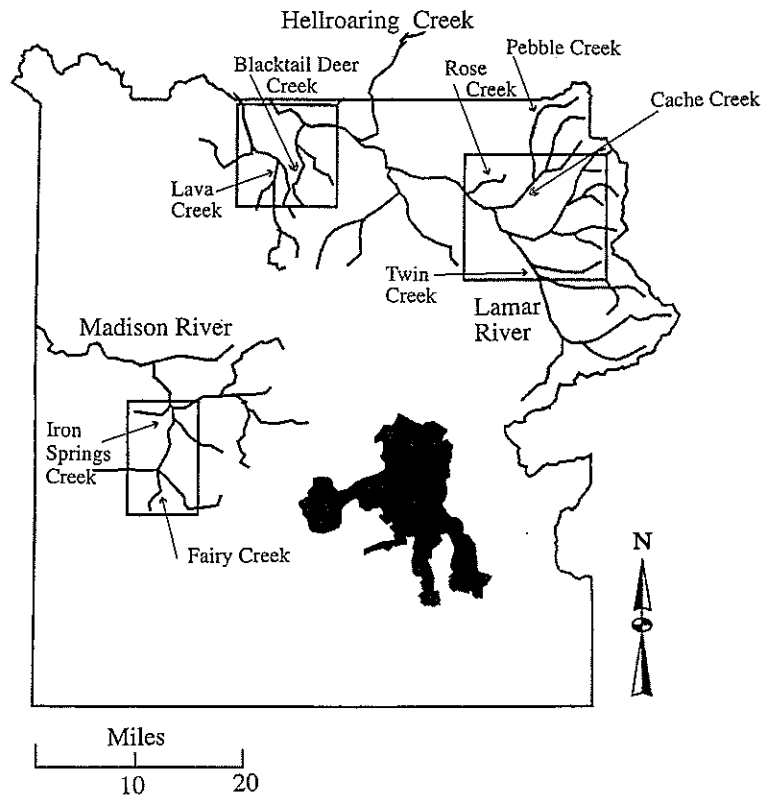 Hellroaring Creek
Pebble Creek
Blacktail Deer
Creek
Rose
Creek
Cache Creek
Lava
Creek
Twin
Creek
Lamar
River
Madison River
Iron
Springs
Creek
Fairy Creek
N
Miles
10
20